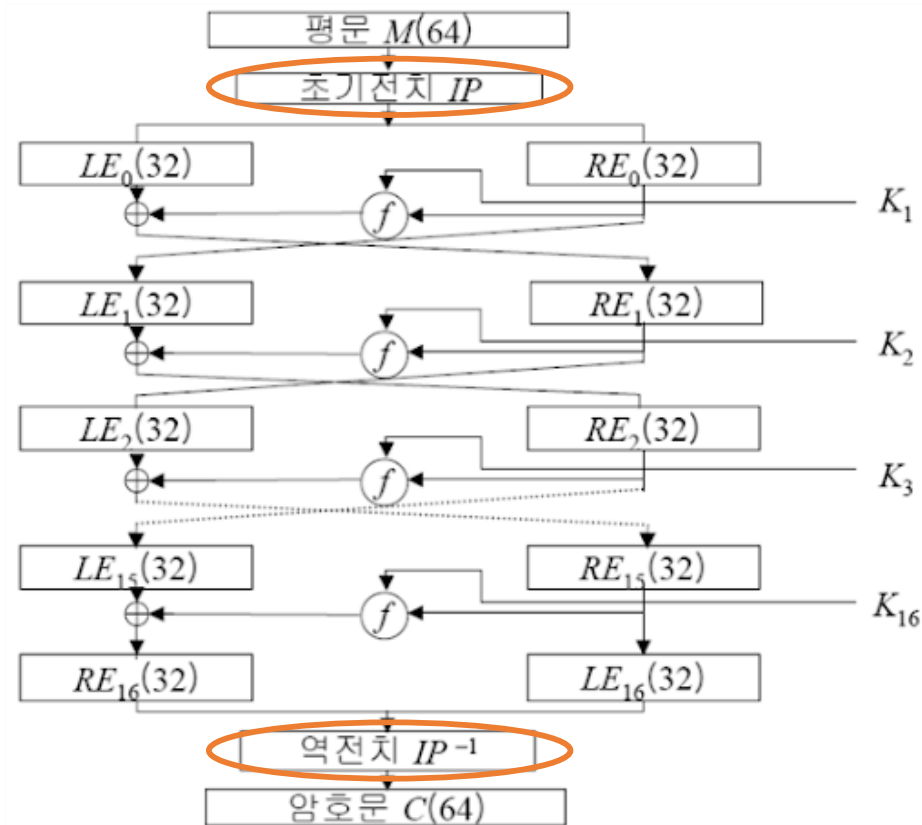 평문 M(64)
초기전치 IP
LE₀(32)
RE₀(32)
f
K₁
LE₁(32)
RE₁(32)
f
K₂
LE₂(32)
RE₂(32)
f
K₃
LE₁₅(32)
RE₁₅(32)
f
K₁₆
RE₁₆(32)
LE₁₆(32)
역전치 IP⁻¹
암호문 C(64)